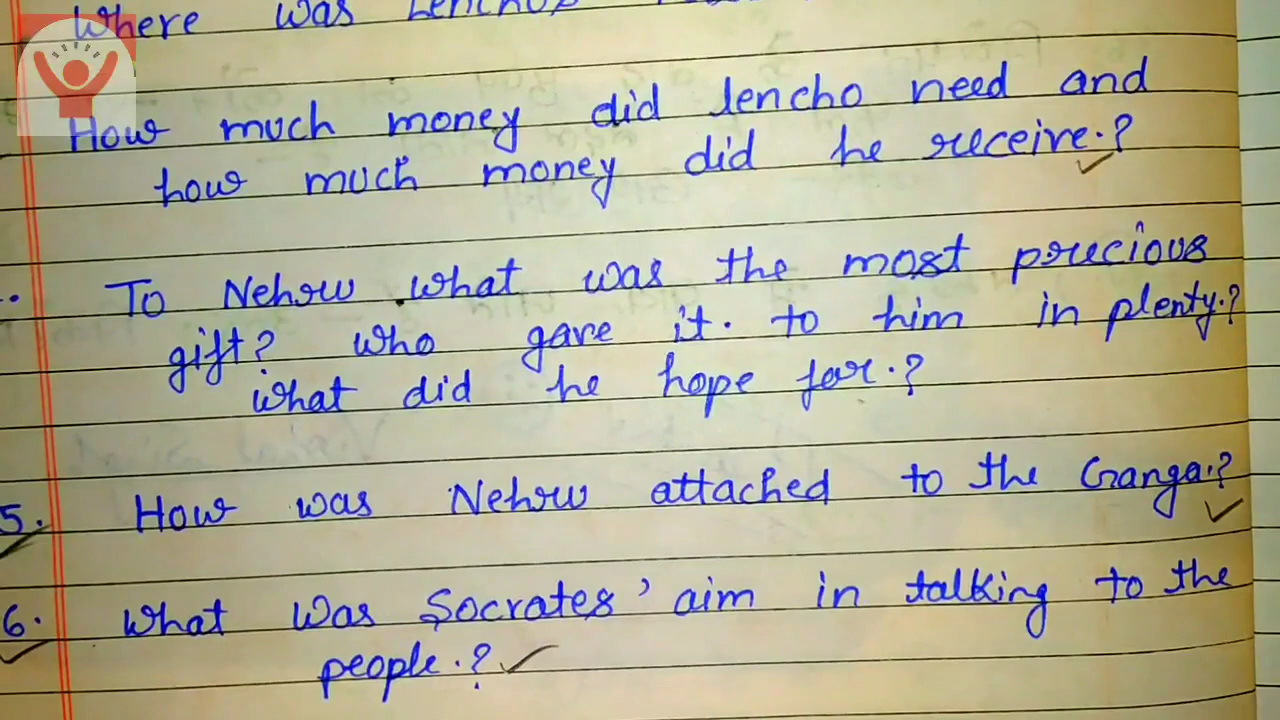 where was Lencho's
How much money did lencho need and
how much money did he receive.?
To Nehru what was the most precious
gift? who gave it. to him in plenty.?
what did he hope for.?
5. How was Nehru attached to the Ganga.?
6. What was Socrates' aim in talking to the
people.?